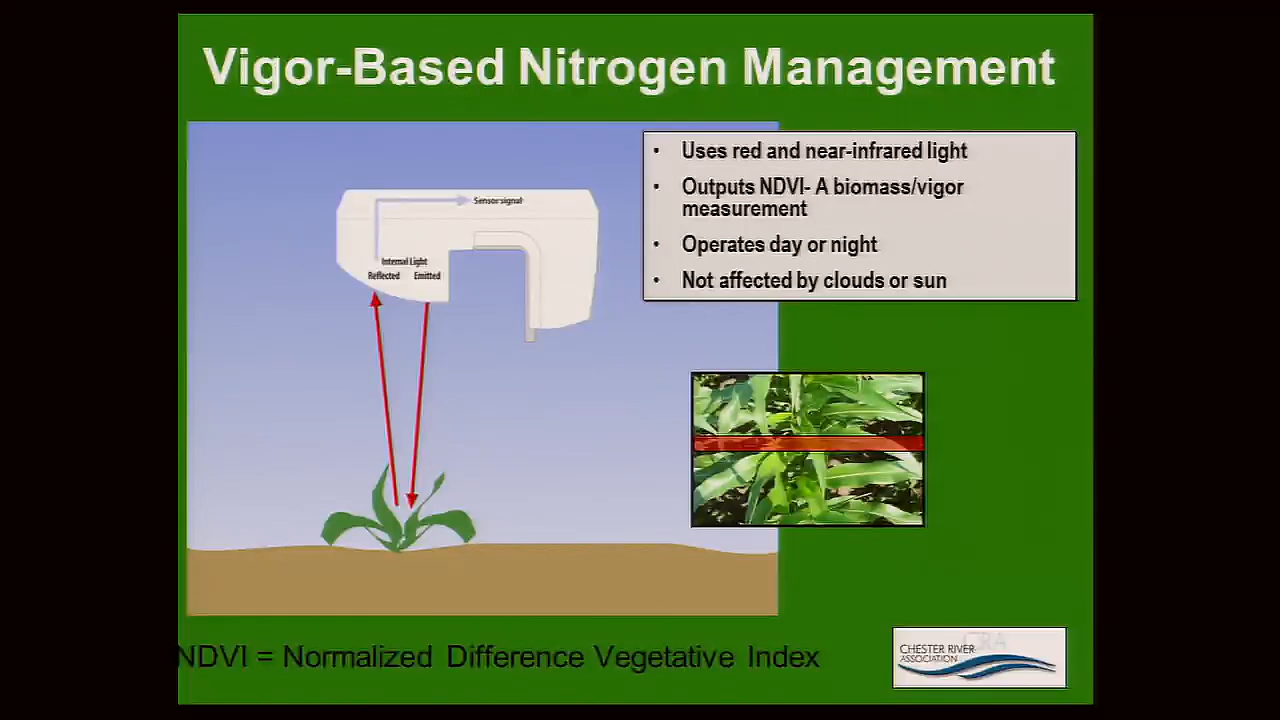 Vigor-Based Nitrogen Management
• Uses red and near-infrared light
• Outputs NDVI- A biomass/vigor
measurement
• Operates day or night
• Not affected by clouds or sun
Sensor signal
Internal Light
Reflected Emitted
NDVI = Normalized Difference Vegetative Index
CRA
CHESTER RIVER
ASSOCIATION